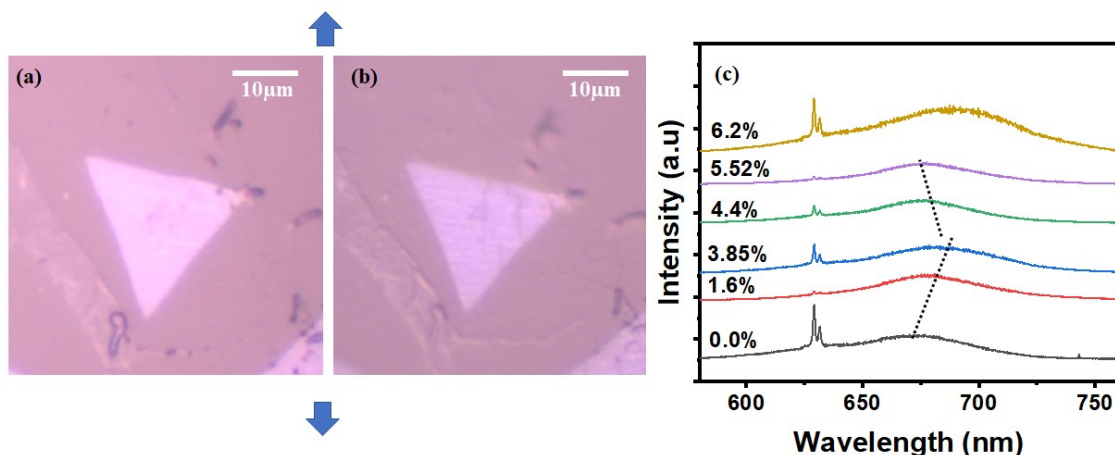 (a)
10μm
(b)
10μm
(c)
6.2%
5.52%
4.4%
3.85%
1.6%
0.0%
Intensity (a.u)
600
650
700
750
Wavelength (nm)